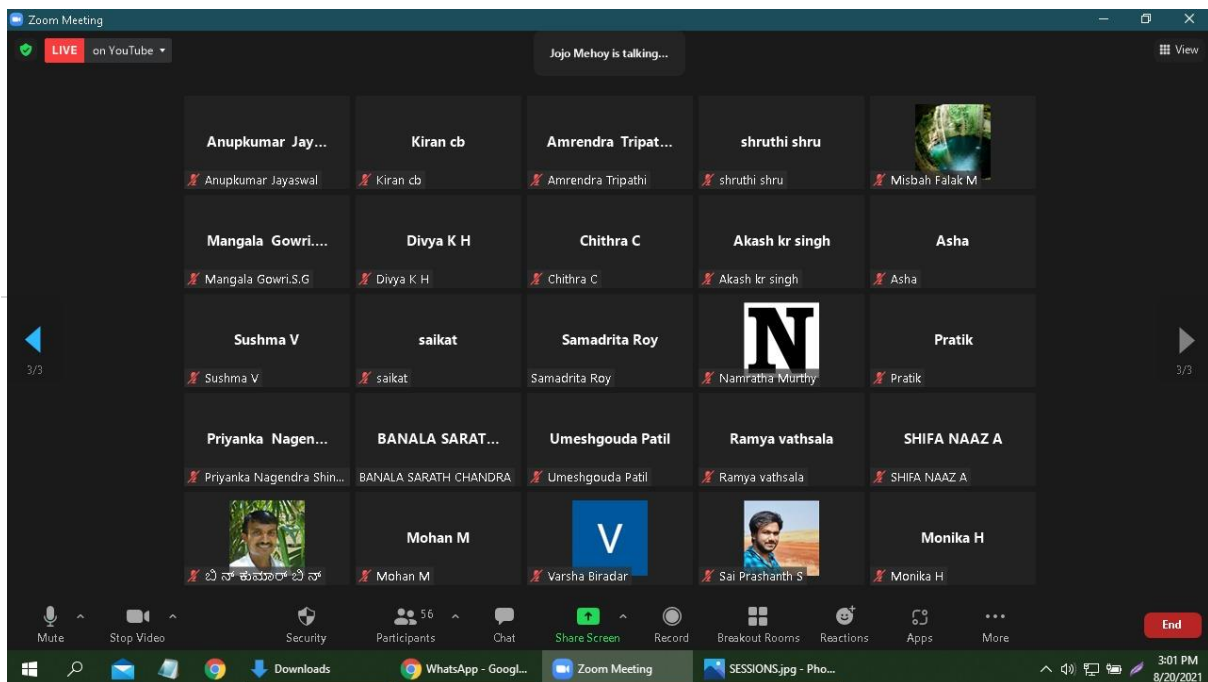 Zoom Meeting
LIVE on YouTube
Jojo Mehoy is talking...
View
Anupkumar Jay... Kiran cb Amrendra Tripat... shruthi shru
Anupkumar Jayaswal Kiran cb Amrendra Tripathi shruthi shru Misbah Falak M
Mangala Gowri.... Divya K H Chithra C Akash kr singh Asha
Mangala Gowri.S.G Divya K H Chithra C Akash kr singh Asha
Sushma V saikat Samadrita Roy N Pratik
3/3 Sushma V saikat Samadrita Roy Namratha Murthy Pratik 3/3
Priyanka Nagen... BANALA SARAT... Umeshgouda Patil Ramya vathsala SHIFA NAAZ A
Priyanka Nagendra Shin... BANALA SARATH CHANDRA Umeshgouda Patil Ramya vathsala SHIFA NAAZ A
Mohan M V Monika H
ಬಿ ನ್ ಕುಮಾರ್ ಬಿ ನ್ Mohan M Varsha Biradar Sai Prashanth S Monika H
56
Mute Stop Video Security Participants Chat Share Screen Record Breakout Rooms Reactions Apps More End
Downloads WhatsApp - Googl... Zoom Meeting SESSIONS.jpg - Pho... 3:01 PM
8/20/2021